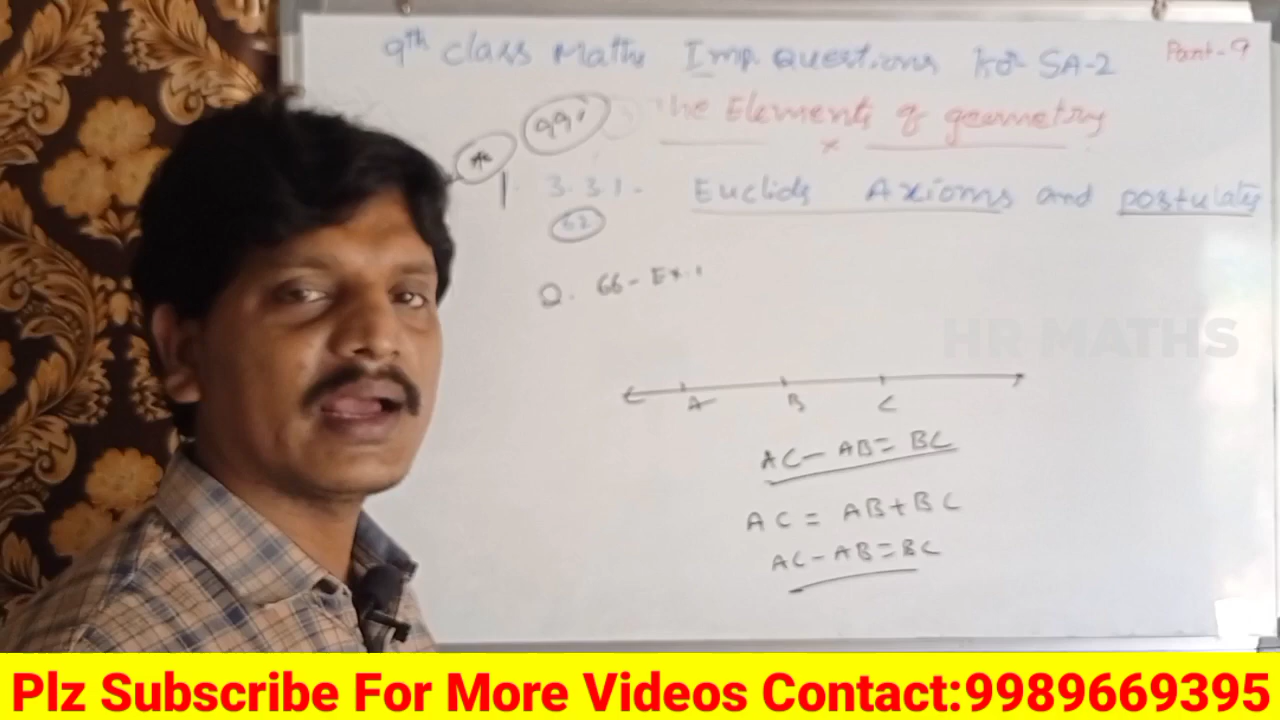 9th class Maths Imp. Questions for SA-2 Part-9
99%
The Elements of geometry
1. 3.3.1. Euclids Axioms and postulates
62
Q. 66- Ex.1
HR MATHS
A B C
AC- AB= BC
AC = AB+BC
AC-AB=BC
Plz Subscribe For More Videos Contact:9989669395